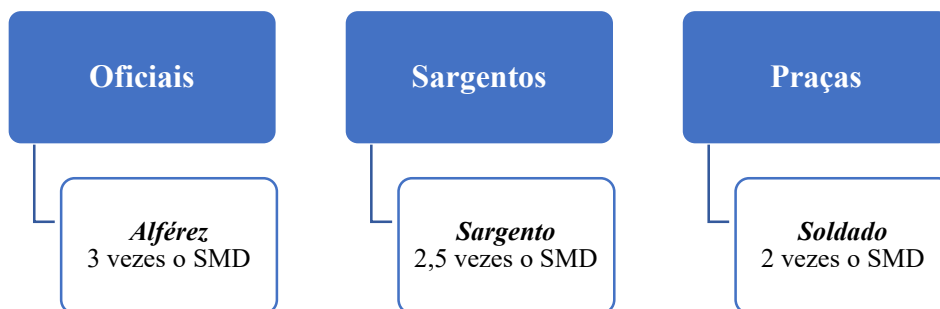 Oficiais
Alférez
3 vezes o SMD
Sargentos
Sargento
2,5 vezes o SMD
Praças
Soldado
2 vezes o SMD